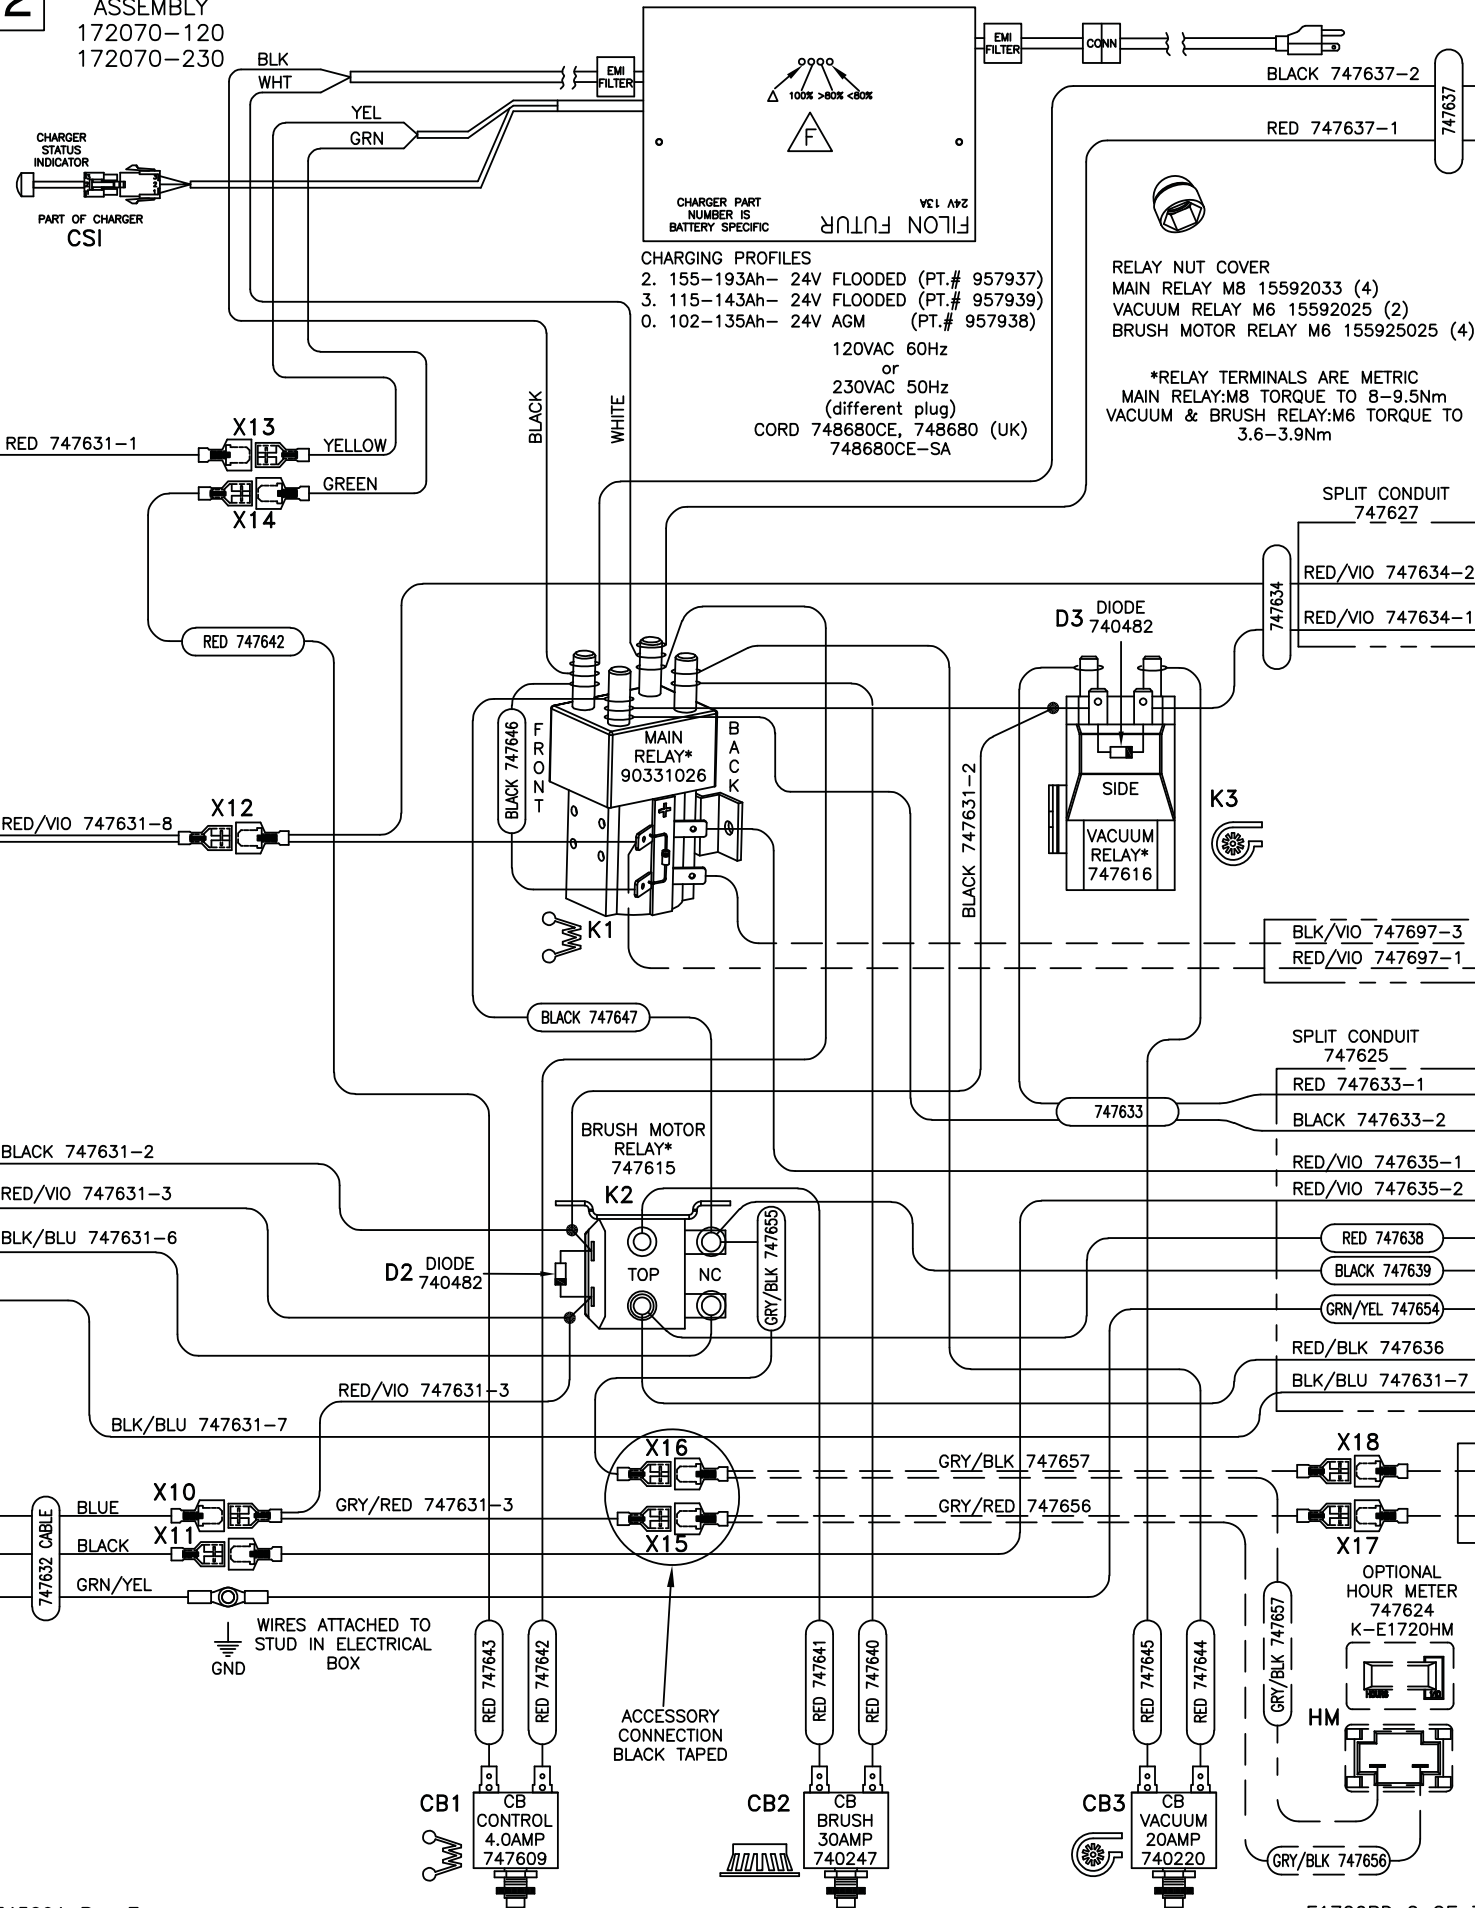 2
ASSEMBLY
172070-120
172070-230
BLK
WHT
YEL
GRN
EMI
FILTER
EMI
FILTER
CONN
100% >80% <80%
F
CHARGER PART
NUMBER IS
BATTERY SPECIFIC
FILON FUTUR
24V 13A
CHARGER
STATUS
INDICATOR
PART OF CHARGER
CSI
BLACK 747637-2
RED 747637-1
747637
CHARGING PROFILES
2. 155-193Ah- 24V FLOODED (PT.# 957937)
3. 115-143Ah- 24V FLOODED (PT.# 957939)
0. 102-135Ah- 24V AGM (PT.# 957938)
120VAC 60Hz
or
230VAC 50Hz
(different plug)
CORD 748680CE, 748680 (UK)
748680CE-SA
RELAY NUT COVER
MAIN RELAY M8 15592033 (4)
VACUUM RELAY M6 15592025 (2)
BRUSH MOTOR RELAY M6 155925025 (4)
*RELAY TERMINALS ARE METRIC
MAIN RELAY:M8 TORQUE TO 8-9.5Nm
VACUUM & BRUSH RELAY:M6 TORQUE TO
3.6-3.9Nm
RED 747631-1
X13
YELLOW
GREEN
X14
BLACK
WHITE
SPLIT CONDUIT
747627
RED/VIO 747634-2
RED/VIO 747634-1
747634
RED 747642
D3
DIODE
740482
BLACK 747646
FRONT
MAIN
RELAY*
90331026
BACK
BLACK 747631-2
SIDE
VACUUM
RELAY*
747616
K3
RED/VIO 747631-8
X12
K1
BLK/VIO 747697-3
RED/VIO 747697-1
BLACK 747647
SPLIT CONDUIT
747625
RED 747633-1
BLACK 747633-2
747633
RED/VIO 747635-1
RED/VIO 747635-2
BLACK 747631-2
RED/VIO 747631-3
BLK/BLU 747631-6
BRUSH MOTOR
RELAY*
747615
K2
D2
DIODE
740482
TOP
NC
GRY/BLK 747655
RED 747638
BLACK 747639
GRN/YEL 747654
RED/BLK 747636
BLK/BLU 747631-7
RED/VIO 747631-3
BLK/BLU 747631-7
X16
GRY/BLK 747657
X18
X10
BLUE
GRY/RED 747631-3
GRY/RED 747656
X11
BLACK
X15
X17
747632 CABLE
GRN/YEL
GND
WIRES ATTACHED TO
STUD IN ELECTRICAL
BOX
OPTIONAL
HOUR METER
747624
K-E1720HM
HOURS
HM
GRY/BLK 747657
GRY/BLK 747656
ACCESSORY
CONNECTION
BLACK TAPED
RED 747643
RED 747642
RED 747641
RED 747640
RED 747645
RED 747644
CB1
CB
CONTROL
4.0AMP
747609
CB2
CB
BRUSH
30AMP
740247
CB3
CB
VACUUM
20AMP
740220